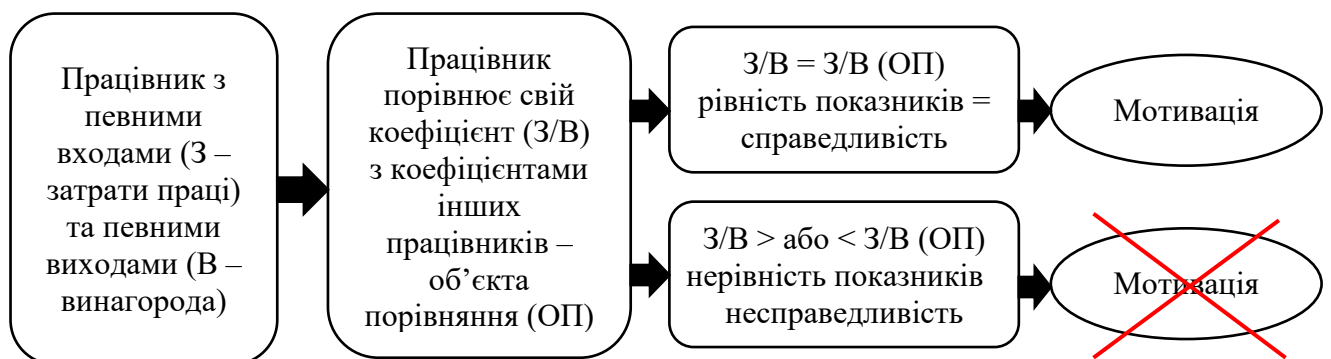 Працівник з
певними
входами (З –
затрати праці)
та певними
виходами (В –
винагорода)
Працівник
порівнює свій
коефіцієнт (З/В)
з коефіцієнтами
інших
працівників –
об’єкта
порівняння (ОП)
З/В = З/В (ОП)
рівність показників =
справедливість
Мотивація
З/В > або < З/В (ОП)
нерівність показників
несправедливість
Мотивація